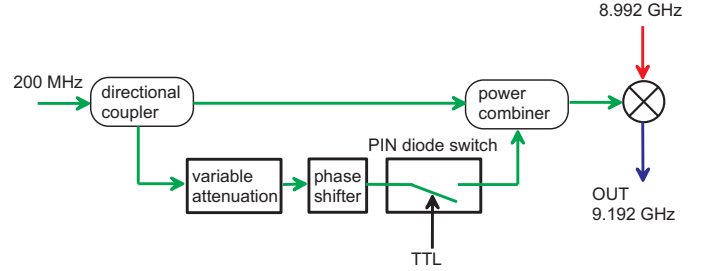 8.992 GHz
200 MHz
directional
coupler
power
combiner
PIN diode switch
variable
attenuation
phase
shifter
OUT
9.192 GHz
TTL